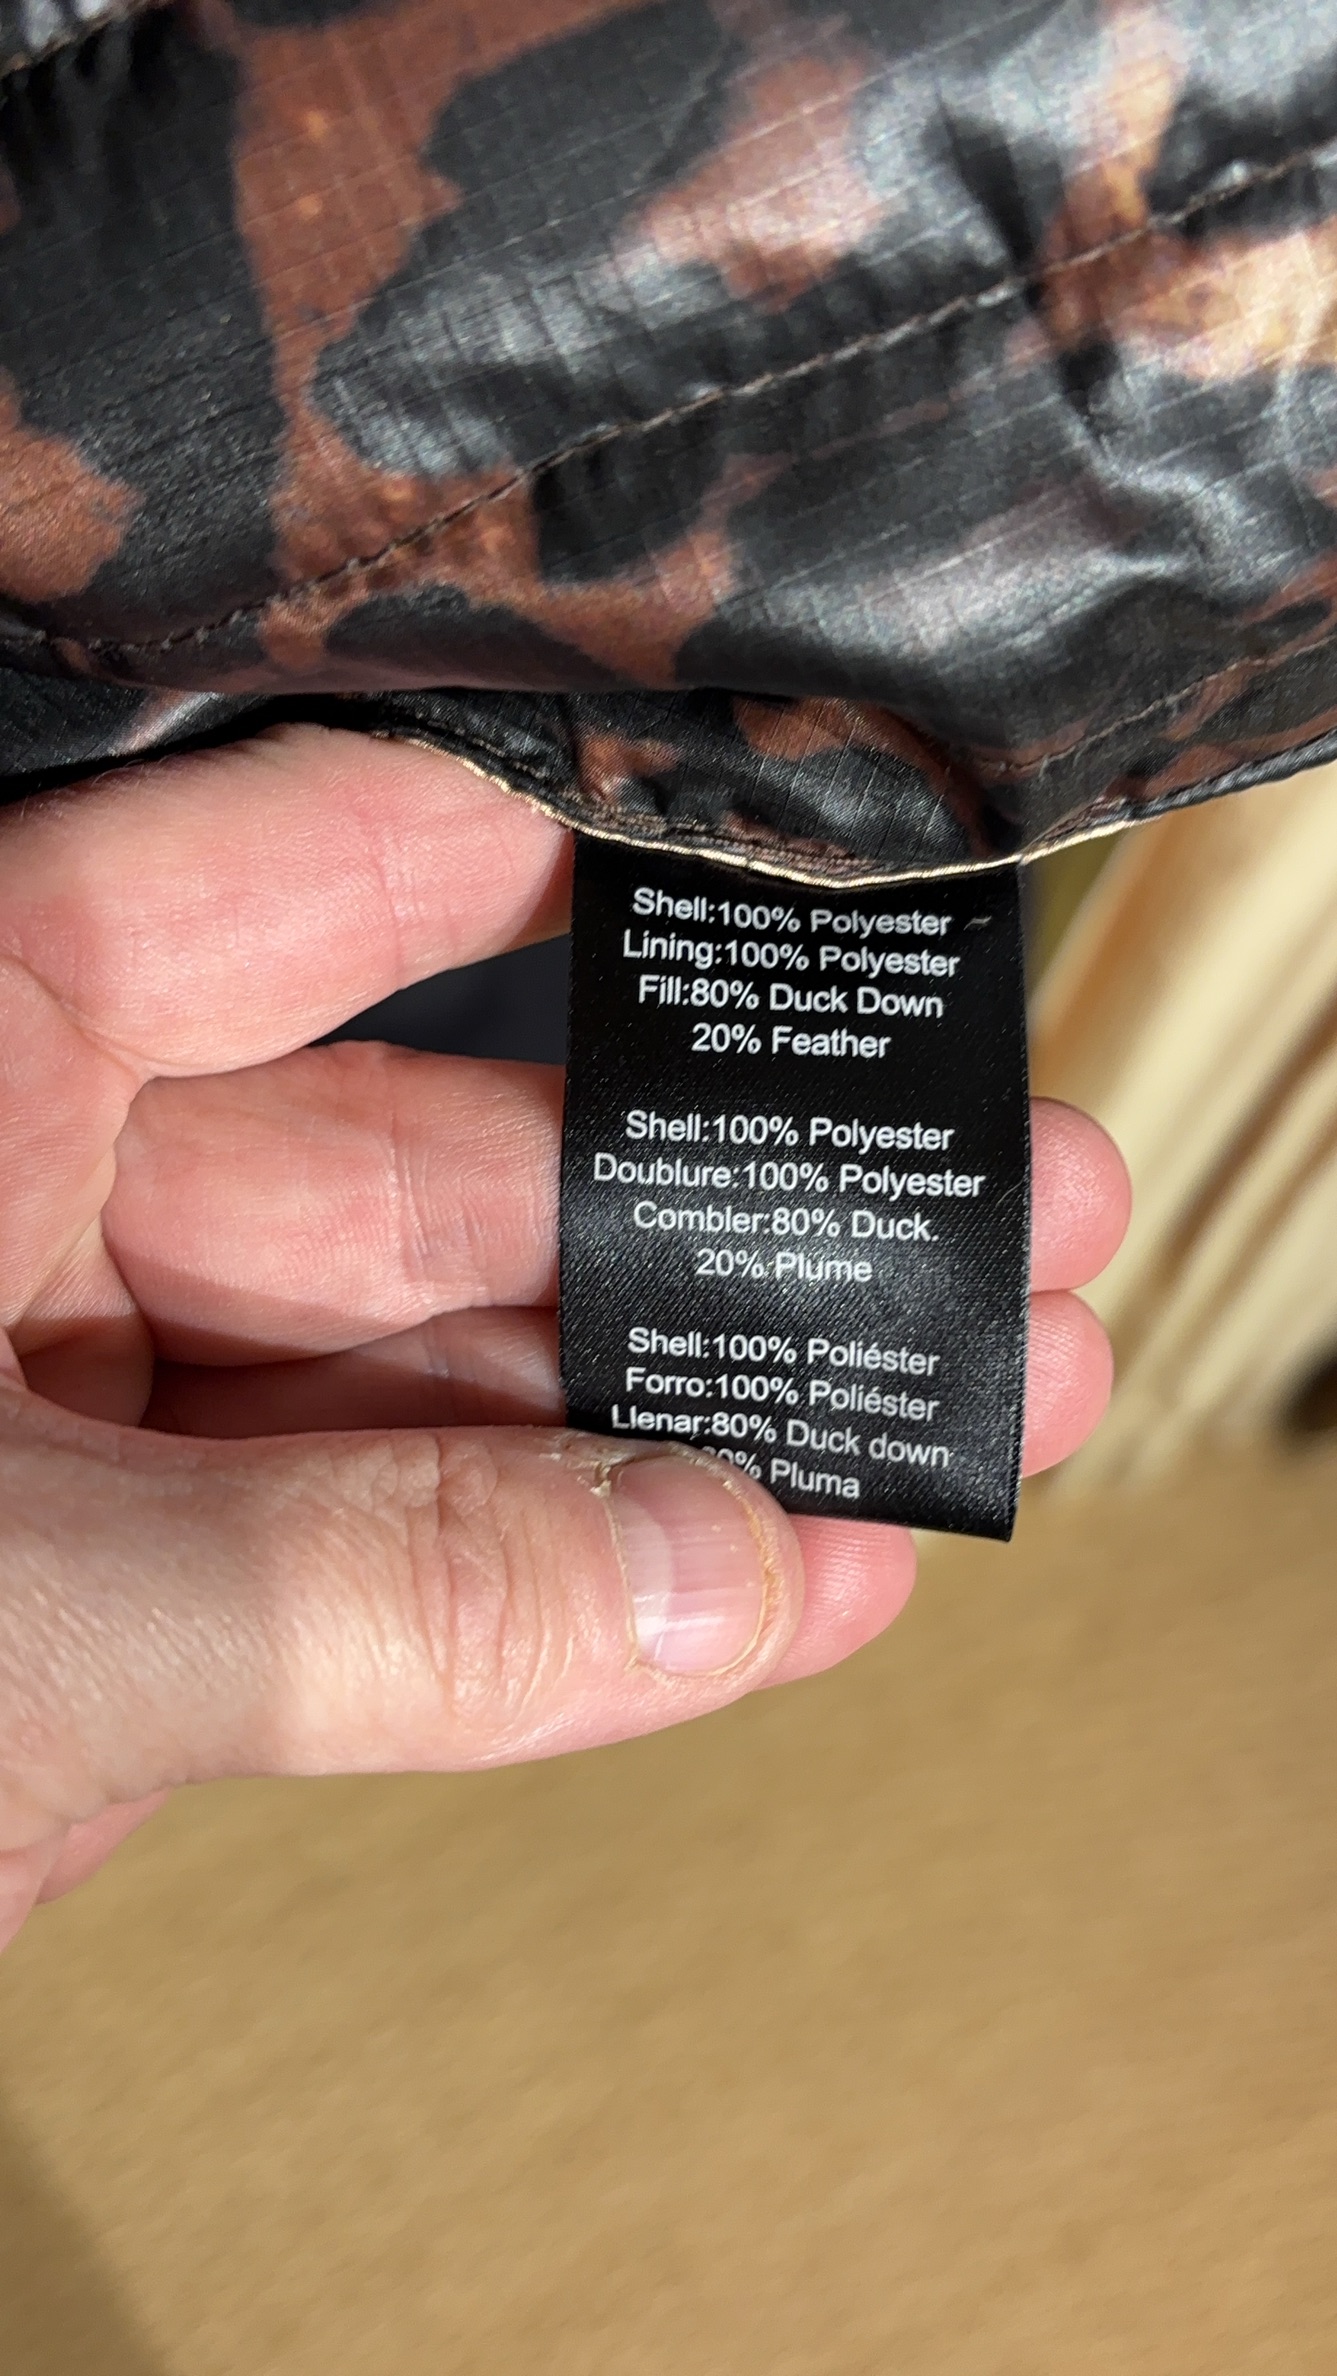 Shell:100% Polyester
Lining:100% Polyester
Fill:80% Duck Down
20% Feather
Shell:100% Polyester
Doublure:100% Polyester
Combler:80% Duck.
20% Plume
Shell:100% Poliéster
Forro:100% Poliéster
Llenar:80% Duck down
Pluma